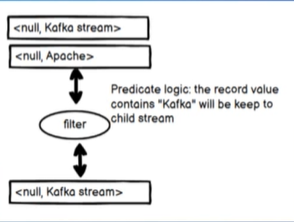 <null, Kafka stream>
<null, Apache>
Predicate logic: the record value
contains "Kafka" will be keep to
child stream
filter
<null, Kafka stream>